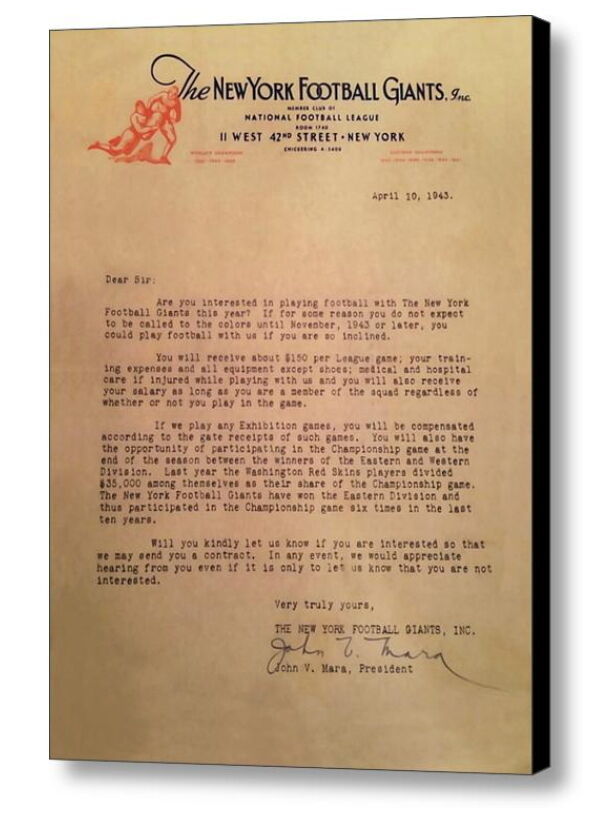 The NEW YORK FOOTBALL GIANTS, Inc.
MEMBER CLUB OF
NATIONAL FOOTBALL LEAGUE
ROOM 1740
11 WEST 42ND STREET • NEW YORK
CHICKERING 4-5400
April 10, 1943.
Dear Sir:
Are you interested in playing football with The New York
Football Giants this year? If for some reason you do not expect
to be called to the colors until November, 1943 or later, you
could play football with us if you are so inclined.
You will receive about $150 per League game; your train-
ing expenses and all equipment except shoes; medical and hospital
care if injured while playing with us and you will also receive
your salary as long as you are a member of the squad regardless of
whether or not you play in the game.
If we play any Exhibition games, you will be compensated
according to the gate receipts of such games. You will also have
the opportunity of participating in the Championship game at the
end of the season between the winners of the Eastern and Western
Division. Last year the Washington Red Skins players divided
$35,000 among themselves as their share of the Championship game.
The New York Football Giants have won the Eastern Division and
thus participated in the Championship game six times in the last
ten years.
Will you kindly let us know if you are interested so that
we may send you a contract. In any event, we would appreciate
hearing from you even if it is only to let us know that you are not
interested.
Very truly yours,
THE NEW YORK FOOTBALL GIANTS, INC.
John V. Mara
John V. Mara, President